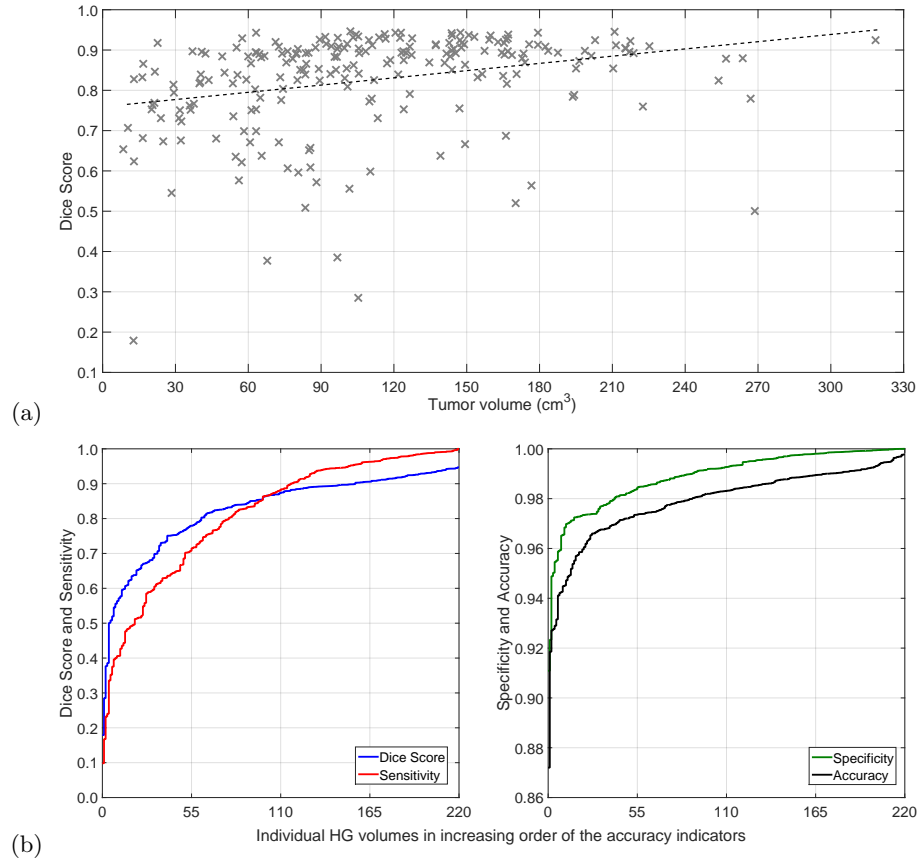 1.0
0.9
0.8
0.7
0.6
0.5
0.4
0.3
0.2
0.1
Dice Score
0 30 60 90 120 150 180 210 240 270 300 330
Tumor volume (cm³)
(a)
1.0
0.9
0.8
0.7
0.6
0.5
0.4
0.3
0.2
0.1
0.0
Dice Score and Sensitivity
Dice Score
Sensitivity
0 55 110 165 220
1.00
0.98
0.96
0.94
0.92
0.90
0.88
0.86
Specificity and Accuracy
Specificity
Accuracy
0 55 110 165 220
Individual HG volumes in increasing order of the accuracy indicators
(b)